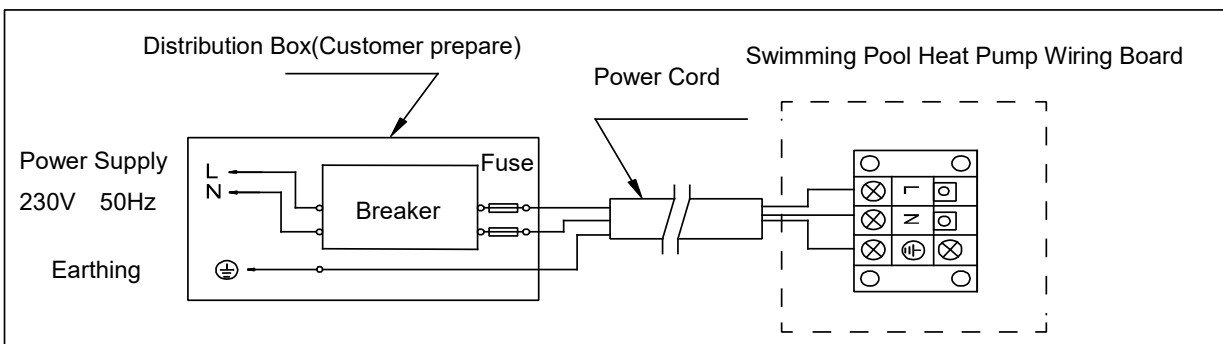 Distribution Box(Customer prepare)
Power Cord
Swimming Pool Heat Pump Wiring Board
Power Supply
230V 50Hz
L
N
Fuse
Breaker
Earthing
L
N